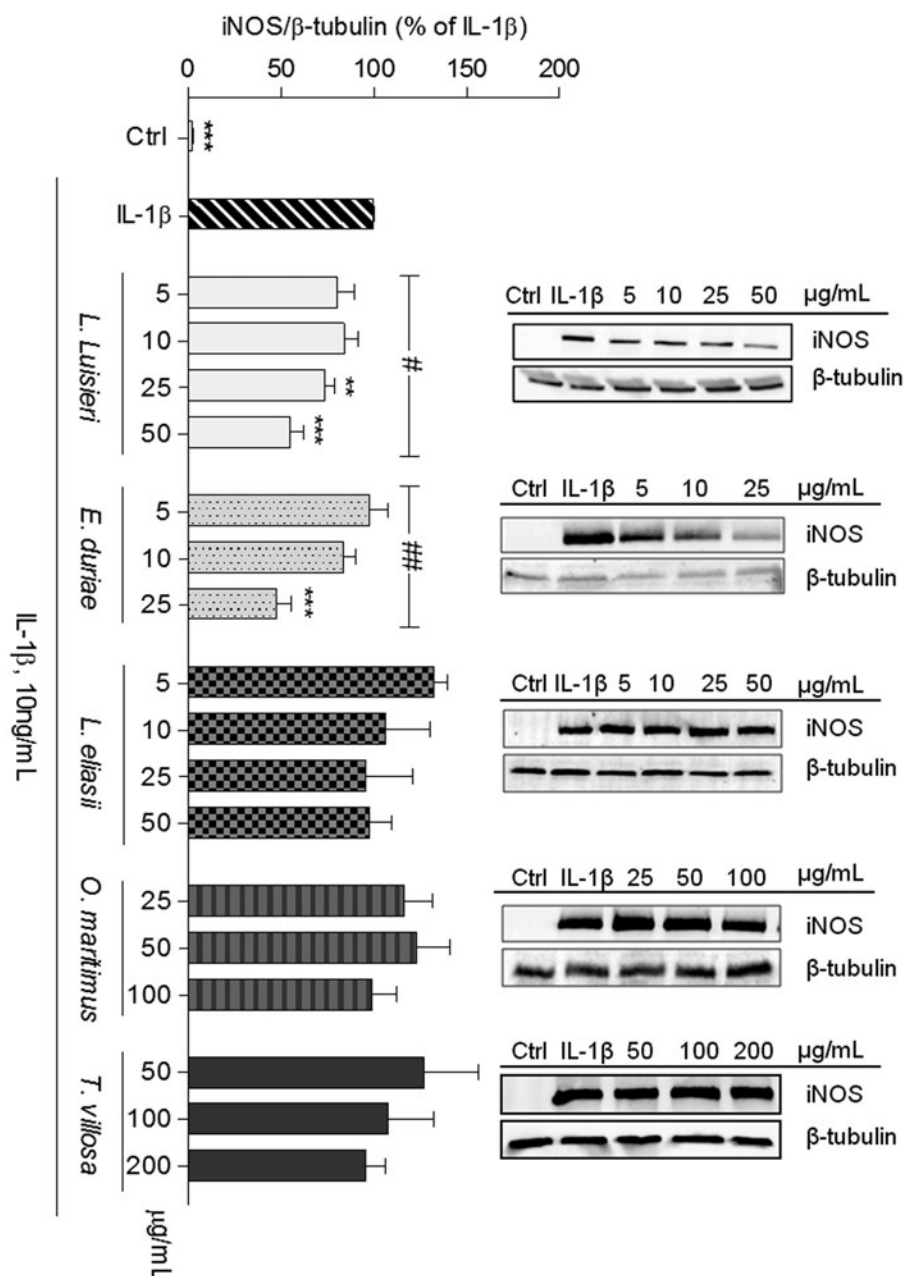 iNOS/β-tubulin (% of IL-1β)
0 50 100 150 200
Ctrl
***
IL-1β
IL-1β, 10ng/mL
L. Luisieri
5
10
25
**
50
***
#
E. duriae
5
10
25
***
##
L. eliasii
5
10
25
50
O. maritimus
25
50
100
T. villosa
50
100
200
µg/mL
Ctrl IL-1β 5 10 25 50 µg/mL
iNOS
β-tubulin
Ctrl IL-1β 5 10 25 µg/mL
iNOS
β-tubulin
Ctrl IL-1β 5 10 25 50 µg/mL
iNOS
β-tubulin
Ctrl IL-1β 25 50 100 µg/mL
iNOS
β-tubulin
Ctrl IL-1β 50 100 200 µg/mL
iNOS
β-tubulin